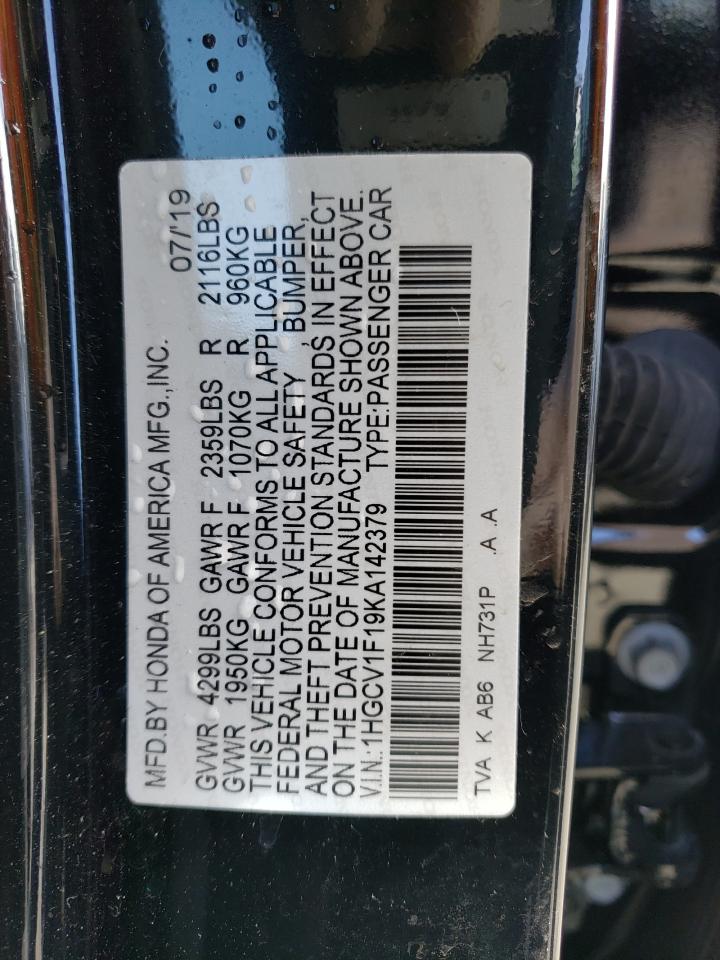 MFD.BY HONDA OF AMERICA MFG.,INC. 07/'19
GVWR 4299LBS GAWR F 2359LBS R 2116LBS
GVWR 1950KG GAWR F 1070KG R 960KG
THIS VEHICLE CONFORMS TO ALL APPLICABLE
FEDERAL MOTOR VEHICLE SAFETY , BUMPER,
AND THEFT PREVENTION STANDARDS IN EFFECT
ON THE DATE OF MANUFACTURE SHOWN ABOVE.
V.I.N.:1HGCV1F19KA142379 TYPE:PASSENGER CAR
TVA K AB6 NH731P .A .A